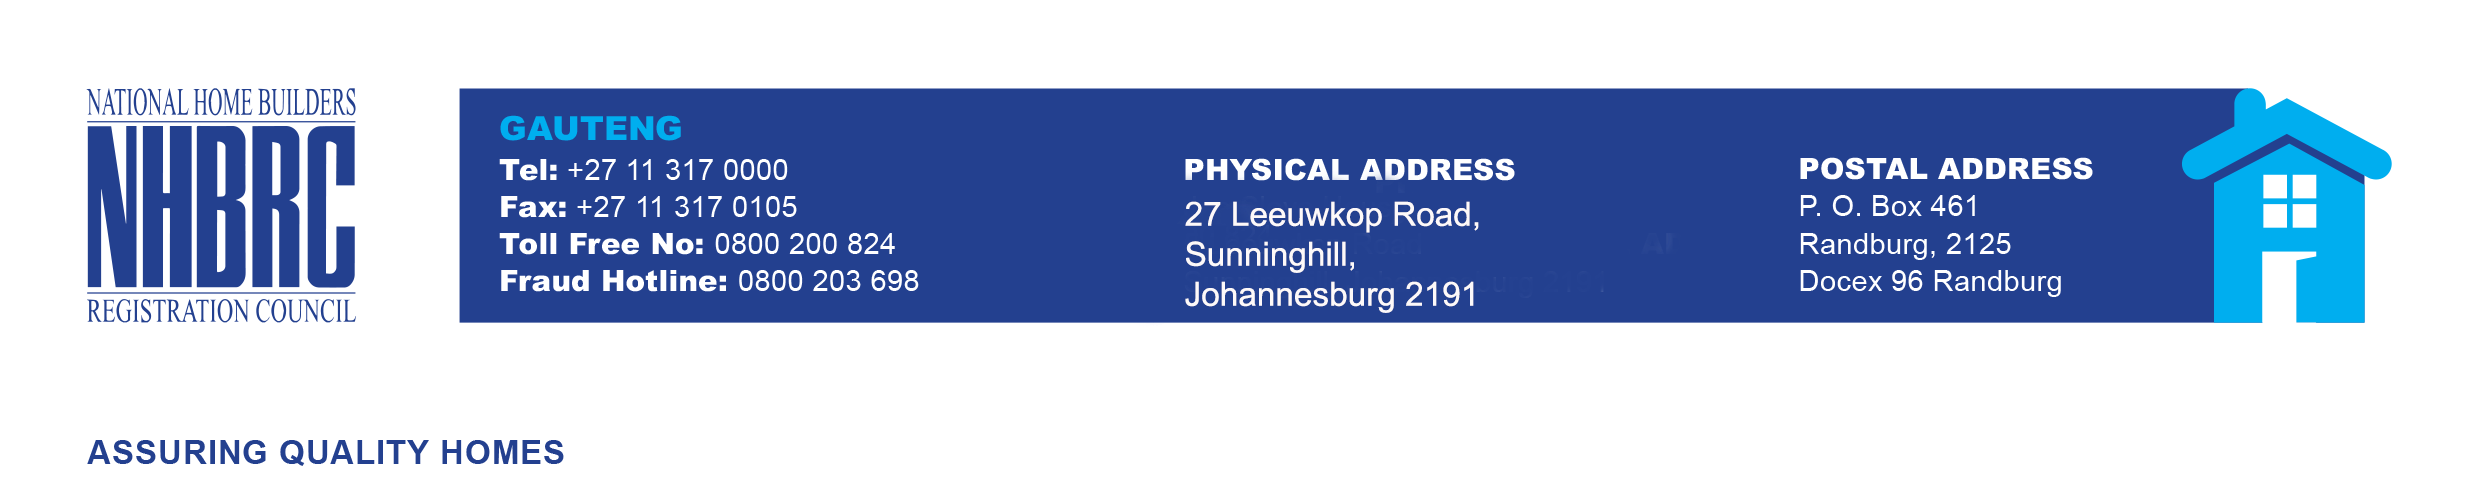 NATIONAL HOME BUILDERS
NHBRC
REGISTRATION COUNCIL
GAUTENG
Tel: +27 11 317 0000
Fax: +27 11 317 0105
Toll Free No: 0800 200 824
Fraud Hotline: 0800 203 698
PHYSICAL ADDRESS
27 Leeuwkop Road,
Sunninghill,
Johannesburg 2191
POSTAL ADDRESS
P. O. Box 461
Randburg, 2125
Docex 96 Randburg
ASSURING QUALITY HOMES